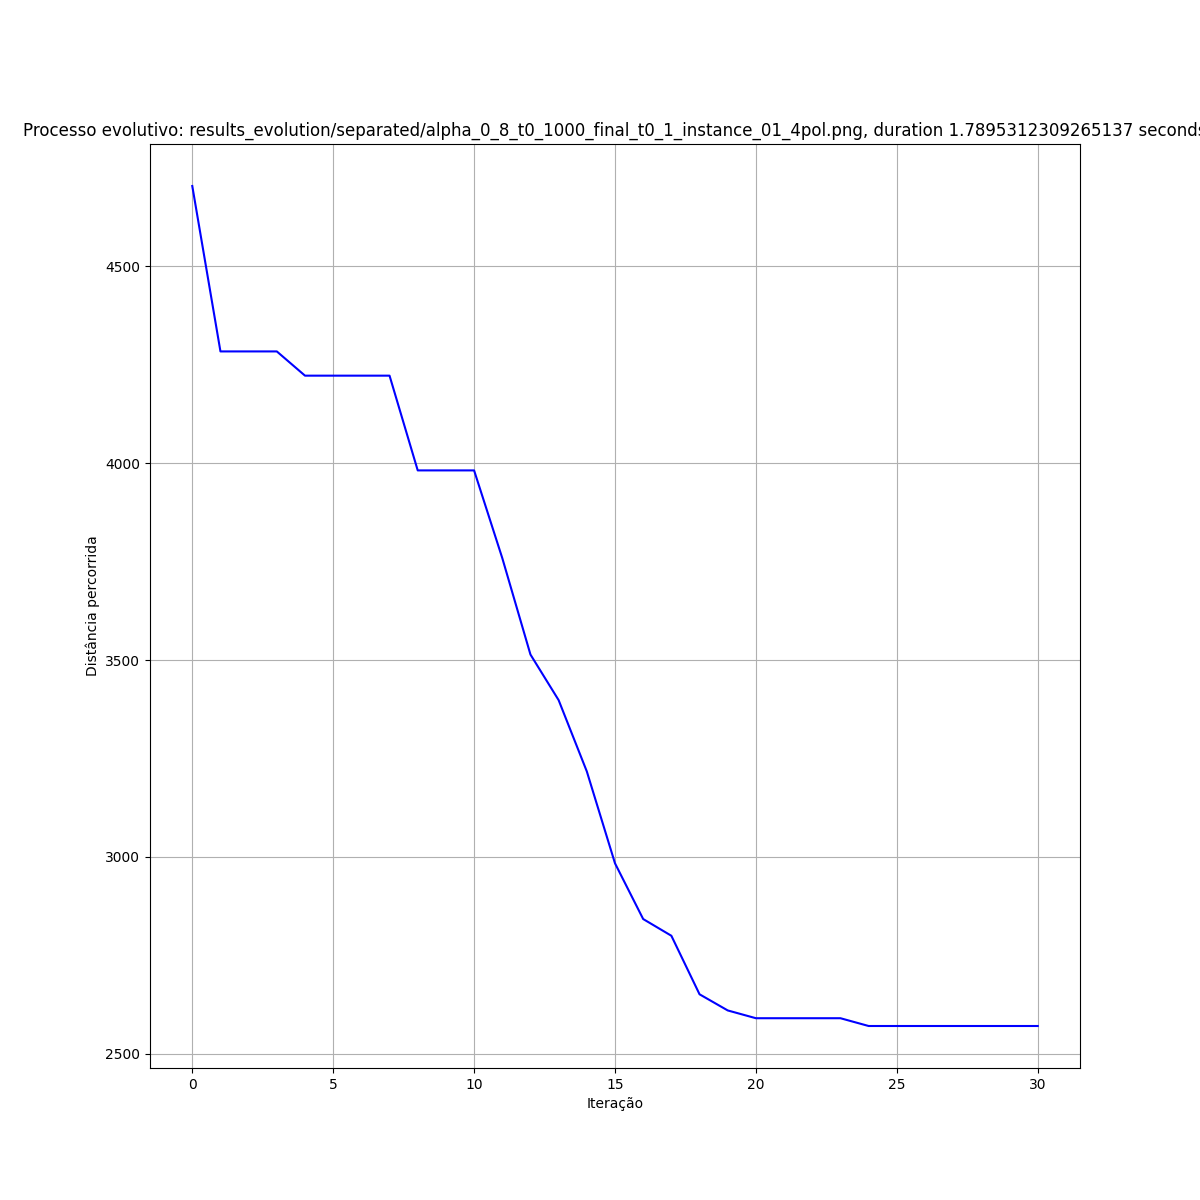 Processo evolutivo: results_evolution/separated/alpha_0_8_t0_1000_final_t0_1_instance_01_4pol.png, duration 1.7895312309265137 seconds
4500
4000
3500
3000
2500
Distância percorrida
0 5 10 15 20 25 30
Iteração